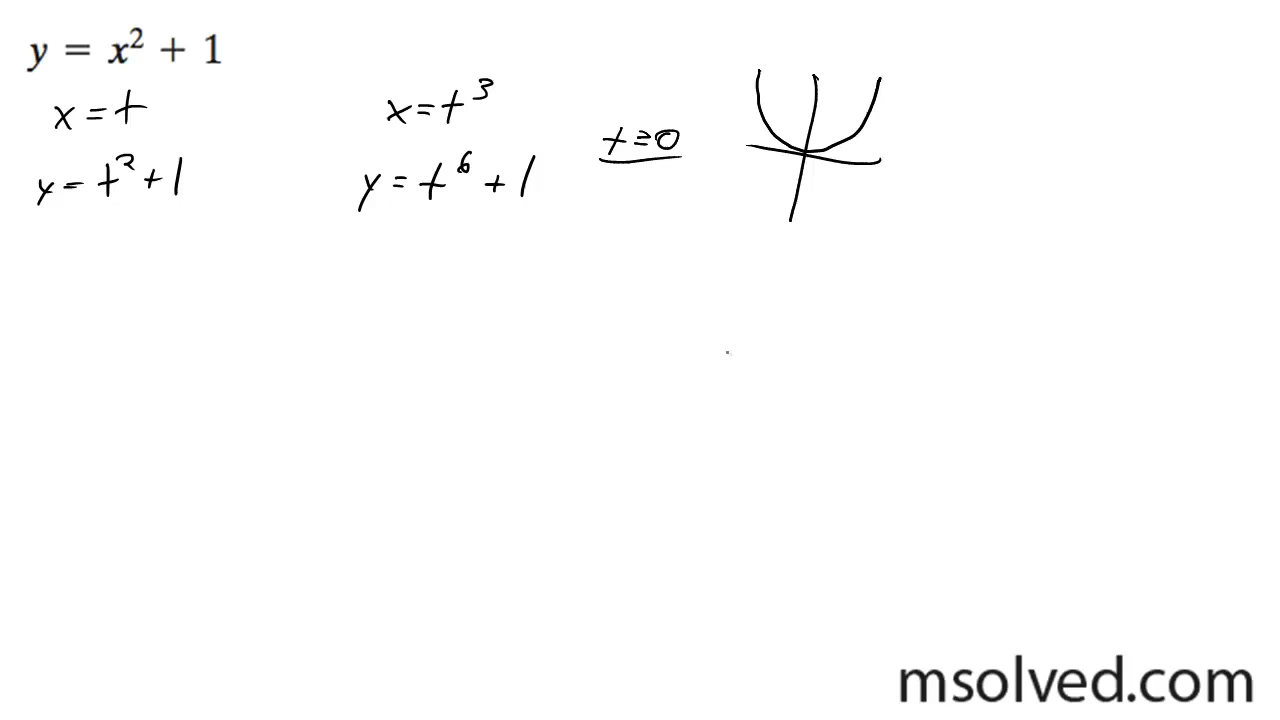 y = x² + 1
x = t
y = t² + 1
x = t³
y = t⁶ + 1
t ≥ 0
msolved.com